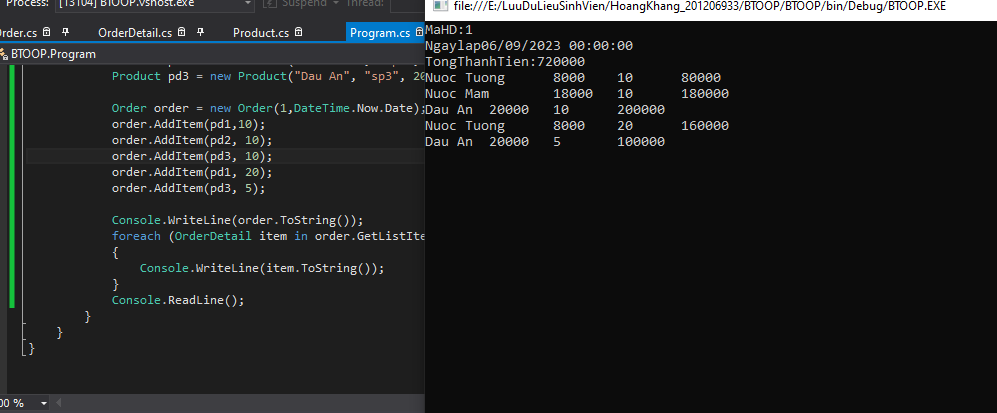 Process: [13104] BTOOP.vshost.exe Suspend Thread:
Order.cs OrderDetail.cs Product.cs Program.cs
BTOOP.Program
Product pd3 = new Product("Dau An", "sp3", 20
Order order = new Order(1,DateTime.Now.Date);
order.AddItem(pd1,10);
order.AddItem(pd2, 10);
order.AddItem(pd3, 10);
order.AddItem(pd1, 20);
order.AddItem(pd3, 5);
Console.WriteLine(order.ToString());
foreach (OrderDetail item in order.GetListIte
{
Console.WriteLine(item.ToString());
}
Console.ReadLine();
}
}
}
00 %
file:///E:/LuuDuLieuSinhVien/HoangKhang_201206933/BTOOP/BTOOP/bin/Debug/BTOOP.EXE
MaHD:1
Ngaylap06/09/2023 00:00:00
TongThanhTien:720000
Nuoc Tuong 8000 10 80000
Nuoc Mam 18000 10 180000
Dau An 20000 10 200000
Nuoc Tuong 8000 20 160000
Dau An 20000 5 100000